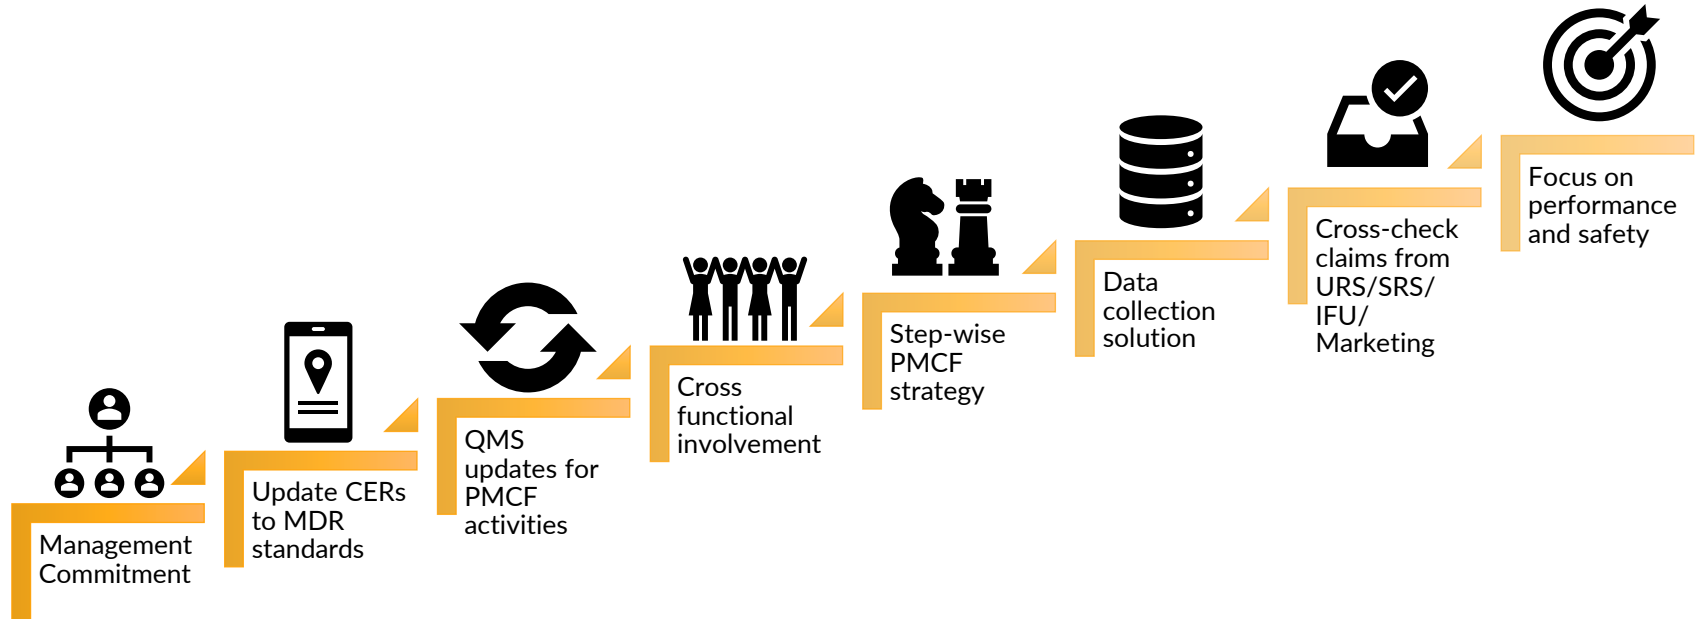 Management
Commitment
Update CERs
to MDR
standards
QMS
updates for
PMCF
activities
Cross
functional
involvement
Step-wise
PMCF
strategy
Data
collection
solution
Cross-check
claims from
URS/SRS/
IFU/
Marketing
Focus on
performance
and safety